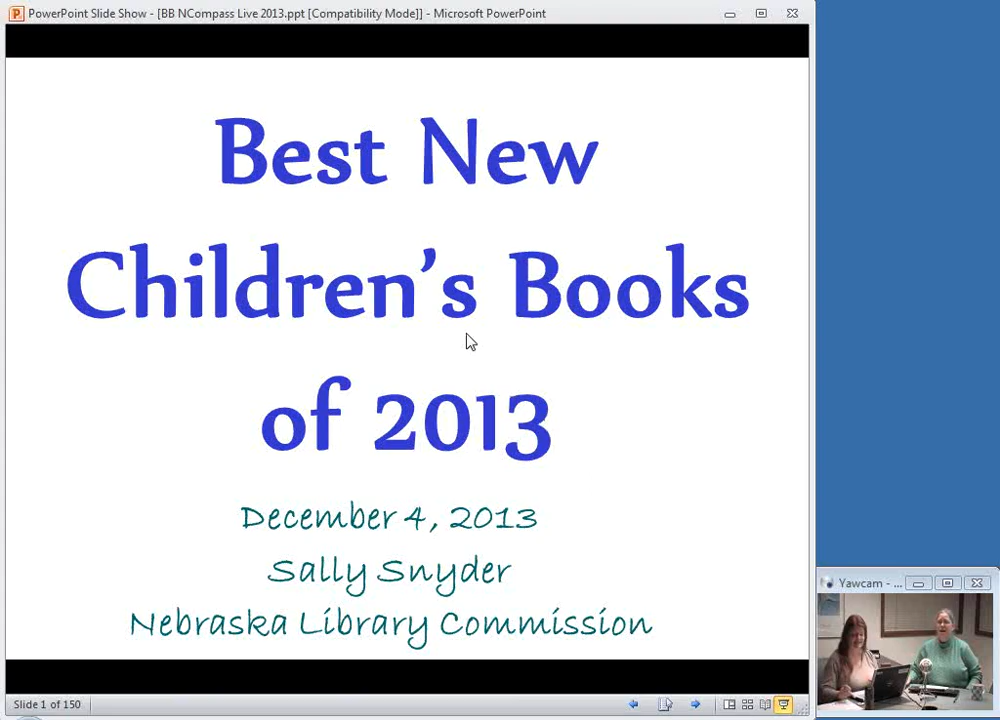 PowerPoint Slide Show - [BB NCompass Live 2013.ppt [Compatibility Mode]] - Microsoft PowerPoint
Best New
Children's Books
of 2013
December 4, 2013
Sally Snyder
Nebraska Library Commission
Yawcam - ...
Slide 1 of 150